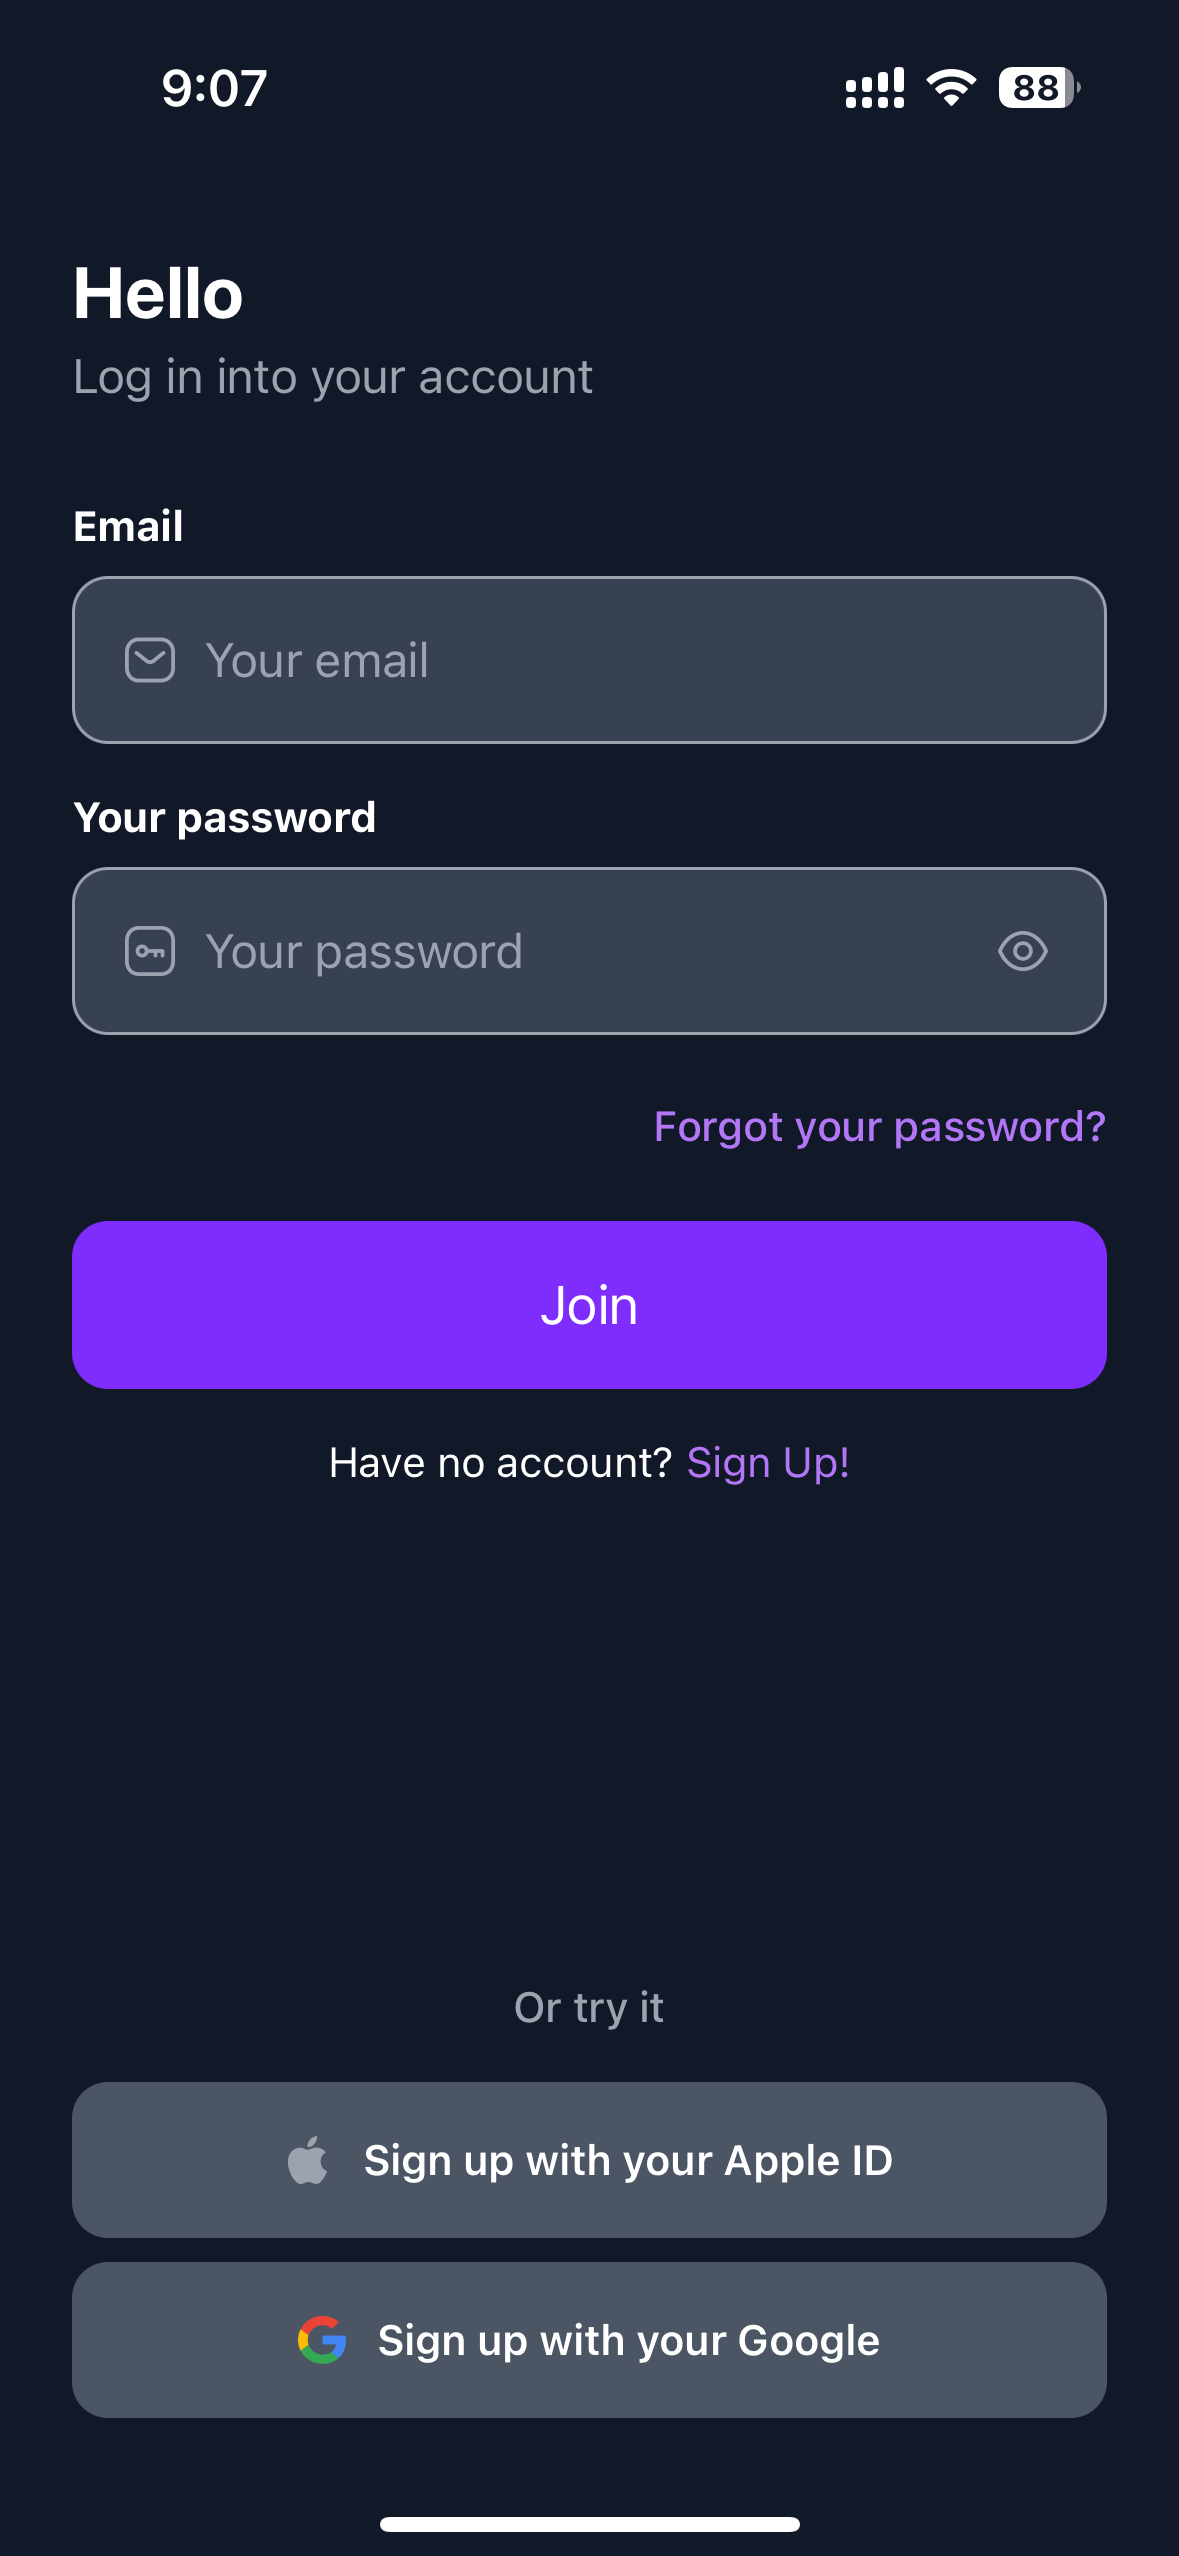 9:07
88
Hello
Log in into your account
Email
Your email
Your password
Your password
Forgot your password?
Join
Have no account? Sign Up!
Or try it
Sign up with your Apple ID
Sign up with your Google